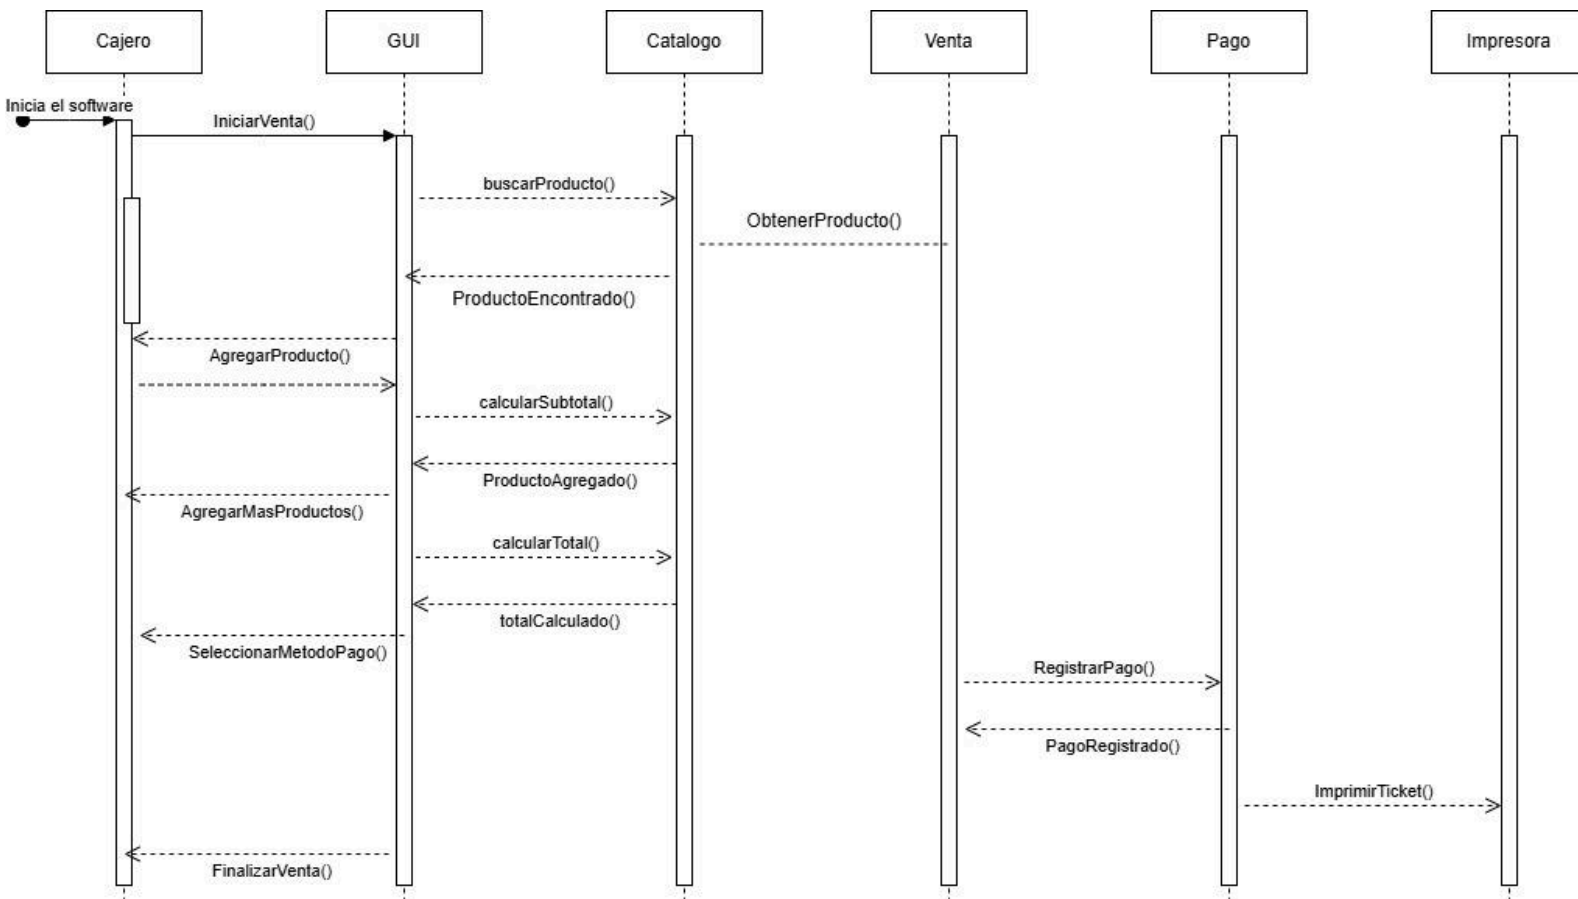 Cajero
GUI
Catalogo
Venta
Pago
Impresora
Inicia el software
IniciarVenta()
buscarProducto()
ObtenerProducto()
ProductoEncontrado()
AgregarProducto()
calcularSubtotal()
ProductoAgregado()
AgregarMasProductos()
calcularTotal()
totalCalculado()
SeleccionarMetodoPago()
RegistrarPago()
PagoRegistrado()
ImprimirTicket()
FinalizarVenta()